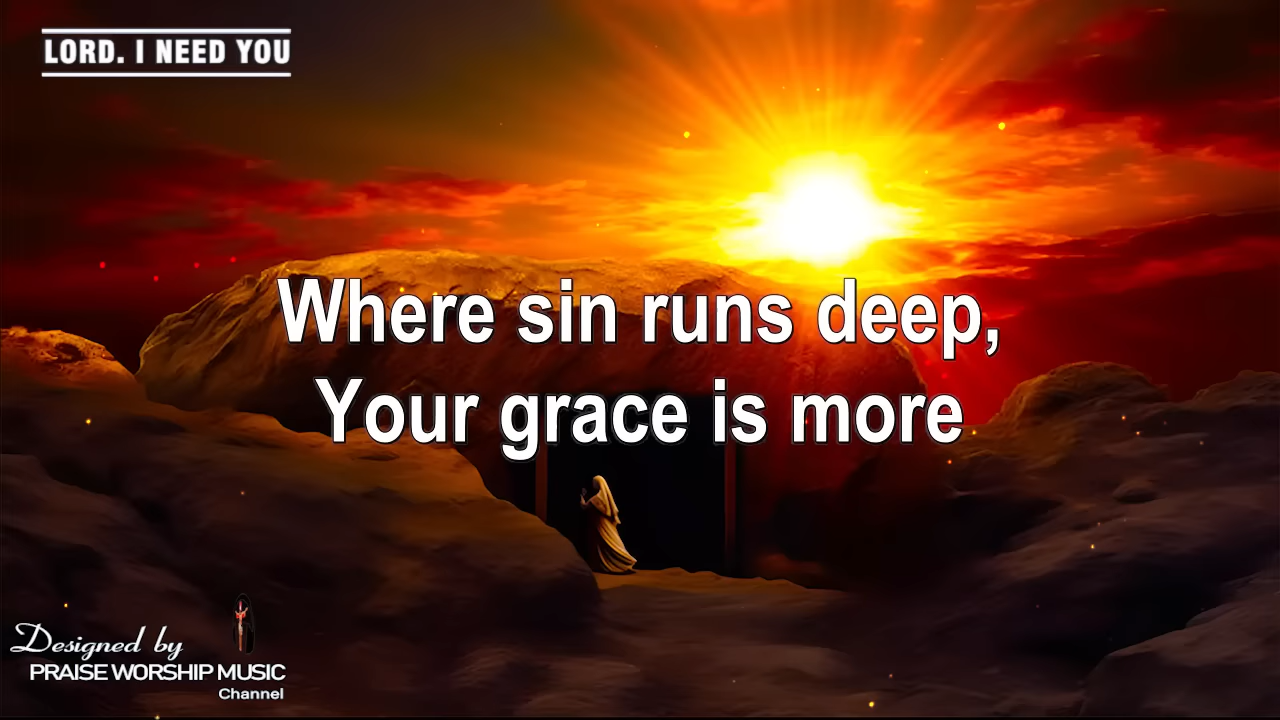 LORD. I NEED YOU
Where sin runs deep,
Your grace is more
Designed by
PRAISE WORSHIP MUSIC
Channel